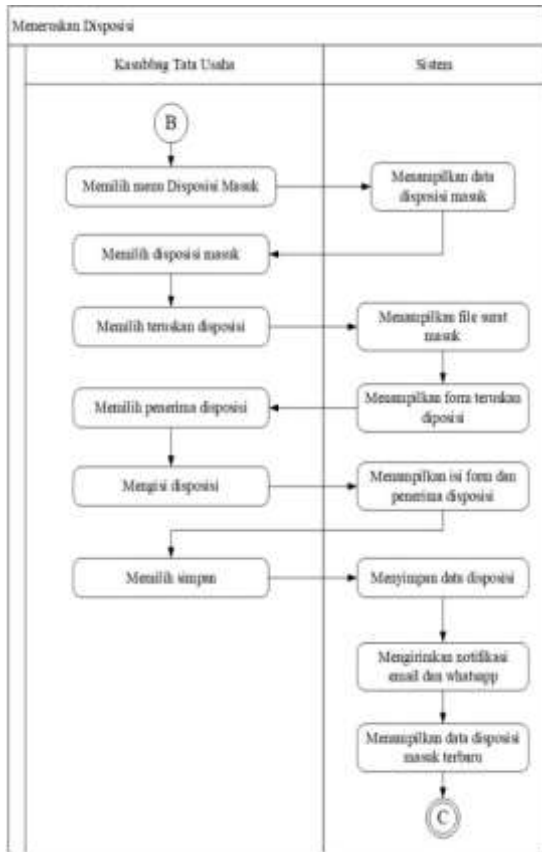 Meneruskan Disposisi
Kasubbag Tata Usaha
Sistem
B
Memilih menu Disposisi Masuk
Menampilkan data
disposisi masuk
Memilih disposisi masuk
Memilih teruskan disposisi
Menampilkan file surat
masuk
Memilih penerima disposisi
Menampilkan form teruskan
diposisi
Mengisi disposisi
Menampilkan isi form dan
penerima disposisi
Memilih simpan
Menyimpan data disposisi
Mengirimkan notifikasi
email dan whatsapp
Menampilkan data disposisi
masuk terbaru
C